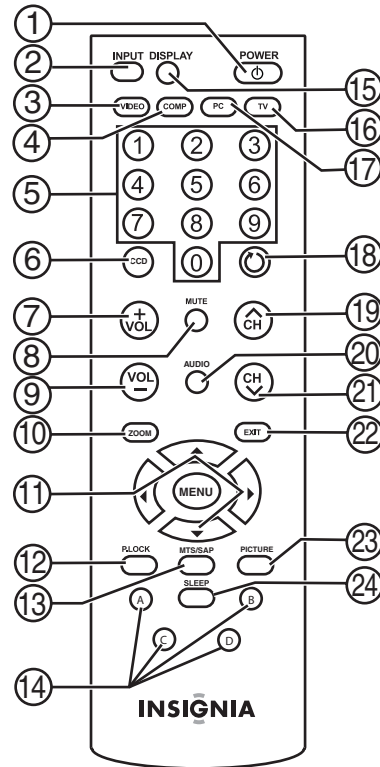 1
INPUT DISPLAY POWER
2
15
3 VIDEO COMP PC TV
4 16
17
1 2 3
5 4 5 6
7 8 9
6 CCD 0 18
7 + VOL MUTE CH 19
8
20
AUDIO
9 VOL − CH 21
10 ZOOM EXIT 22
11 MENU
12 P.LOCK MTS/SAP PICTURE 23
13 SLEEP 24
A B
C D
14
INSIGNIA